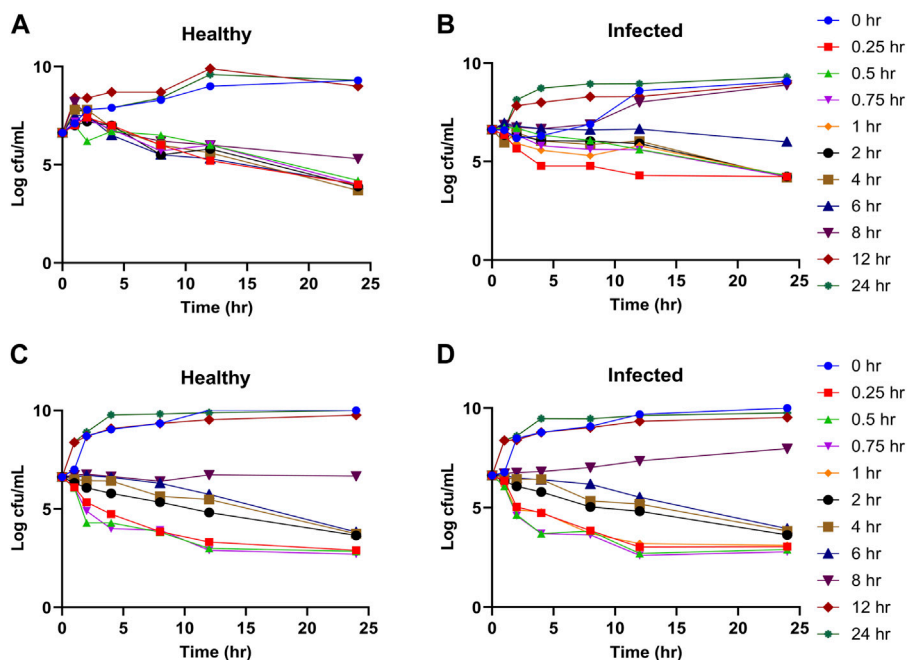 A
Healthy
10
5
0
Log cfu/mL
0 5 10 15 20 25
Time (hr)
B
Infected
10
5
0
Log cfu/mL
0 5 10 15 20 25
Time (hr)
0 hr
0.25 hr
0.5 hr
0.75 hr
1 hr
2 hr
4 hr
6 hr
8 hr
12 hr
24 hr
C
Healthy
10
5
0
Log cfu/mL
0 5 10 15 20 25
Time (hr)
D
Infected
10
5
0
Log cfu/mL
0 5 10 15 20 25
Time (hr)
0 hr
0.25 hr
0.5 hr
0.75 hr
1 hr
2 hr
4 hr
6 hr
8 hr
12 hr
24 hr